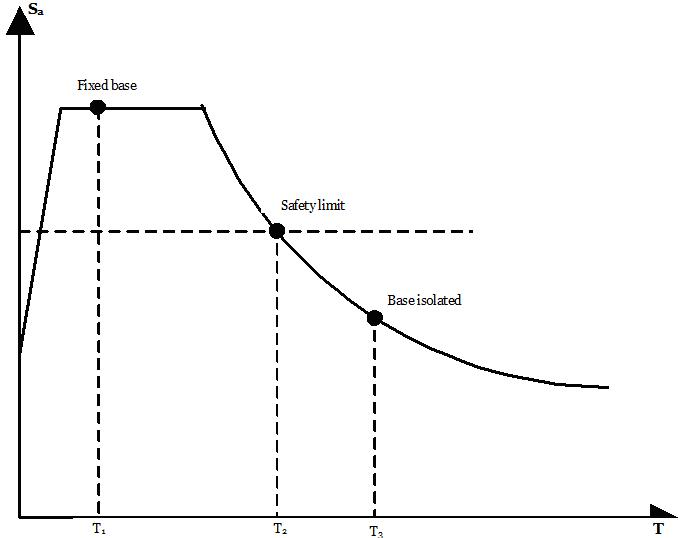 Sₐ
Fixed base
Safety limit
Base isolated
T₁
T₂
T₃
T